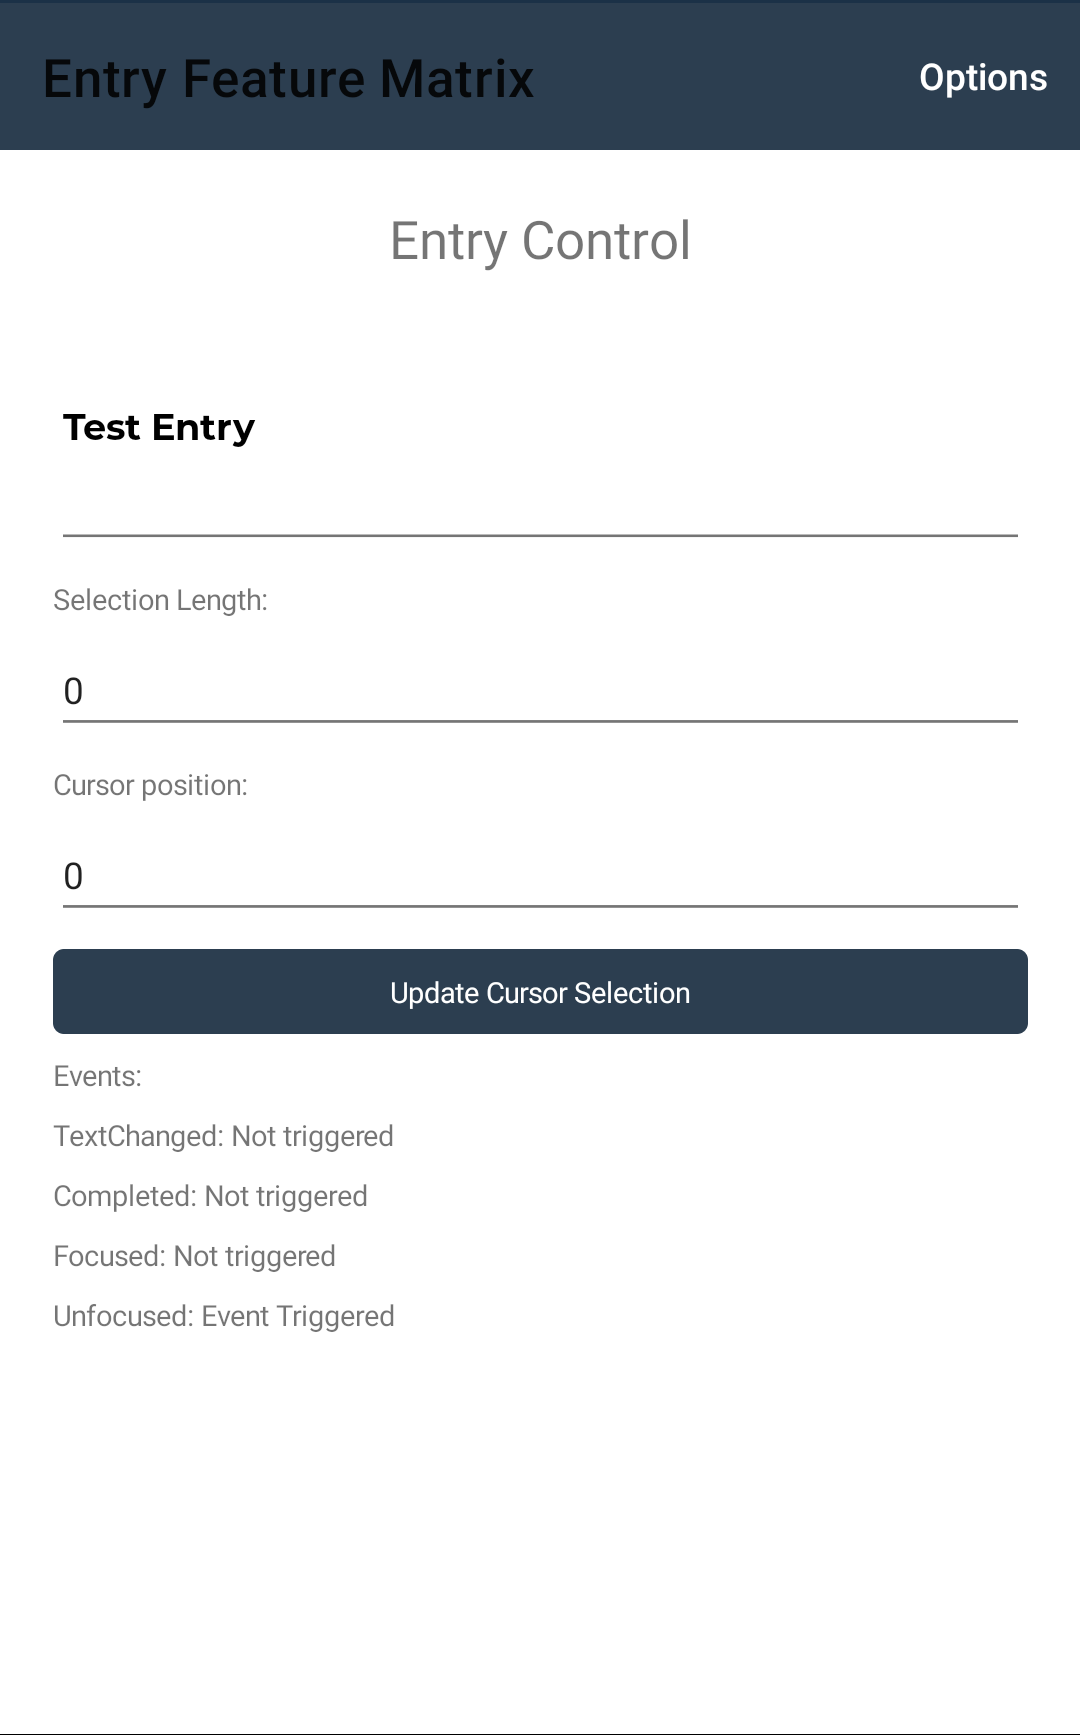 Entry Feature Matrix
Options
Entry Control
Test Entry
Selection Length:
0
Cursor position:
0
Update Cursor Selection
Events:
TextChanged: Not triggered
Completed: Not triggered
Focused: Not triggered
Unfocused: Event Triggered